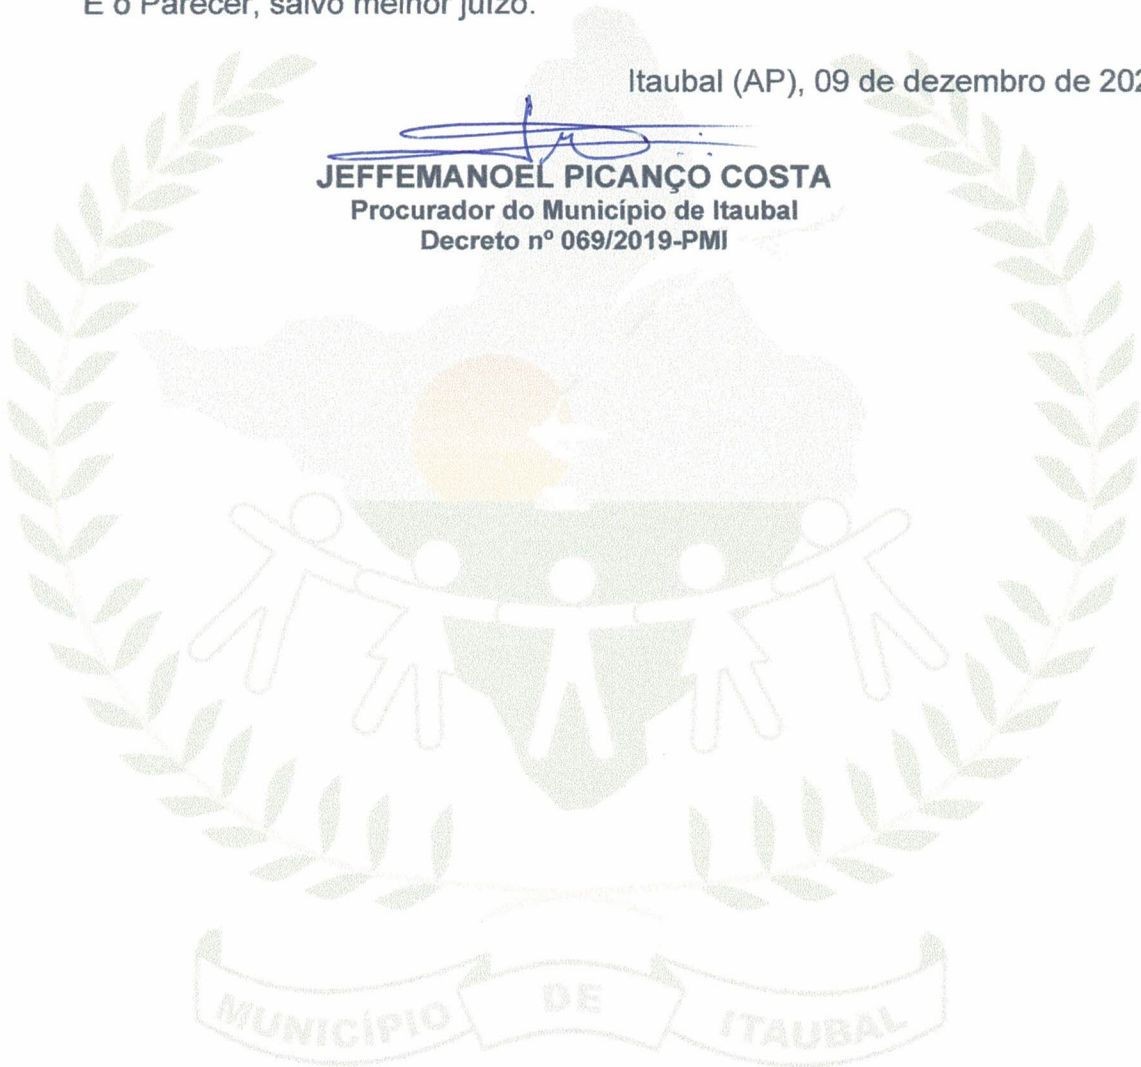 É o Parecer, salvo melhor juízo.
Itaubal (AP), 09 de dezembro de 202
JEFFEMANOEL PICANÇO COSTA
Procurador do Município de Itaubal
Decreto nº 069/2019-PMI
MUNICÍPIO DE ITAUBAL